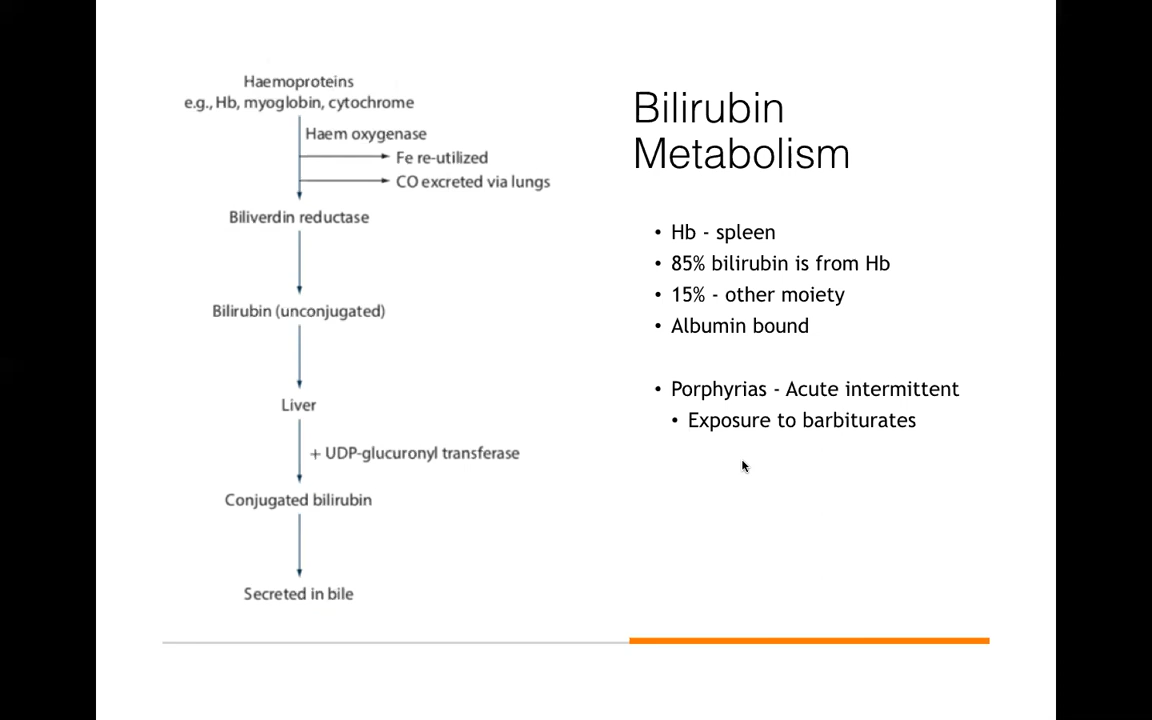 Haemoproteins
e.g., Hb, myoglobin, cytochrome
Haem oxygenase
Fe re-utilized
CO excreted via lungs
Biliverdin reductase
Bilirubin (unconjugated)
Liver
+ UDP-glucuronyl transferase
Conjugated bilirubin
Secreted in bile
Bilirubin
Metabolism
• Hb - spleen
• 85% bilirubin is from Hb
• 15% - other moiety
• Albumin bound
• Porphyrias - Acute intermittent
• Exposure to barbiturates